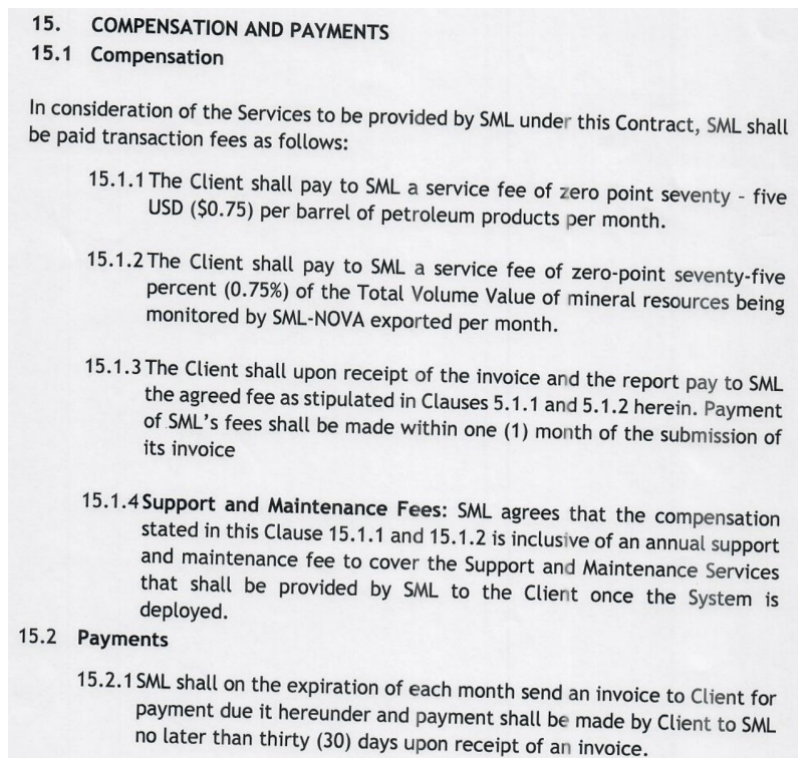 15. COMPENSATION AND PAYMENTS
15.1 Compensation
In consideration of the Services to be provided by SML under this Contract, SML shall
be paid transaction fees as follows:
15.1.1 The Client shall pay to SML a service fee of zero point seventy - five
USD ($0.75) per barrel of petroleum products per month.
15.1.2 The Client shall pay to SML a service fee of zero-point seventy-five
percent (0.75%) of the Total Volume Value of mineral resources being
monitored by SML-NOVA exported per month.
15.1.3 The Client shall upon receipt of the invoice and the report pay to SML
the agreed fee as stipulated in Clauses 5.1.1 and 5.1.2 herein. Payment
of SML's fees shall be made within one (1) month of the submission of
its invoice
15.1.4 Support and Maintenance Fees: SML agrees that the compensation
stated in this Clause 15.1.1 and 15.1.2 is inclusive of an annual support
and maintenance fee to cover the Support and Maintenance Services
that shall be provided by SML to the Client once the System is
deployed.
15.2 Payments
15.2.1 SML shall on the expiration of each month send an invoice to Client for
payment due it hereunder and payment shall be made by Client to SML
no later than thirty (30) days upon receipt of an invoice.